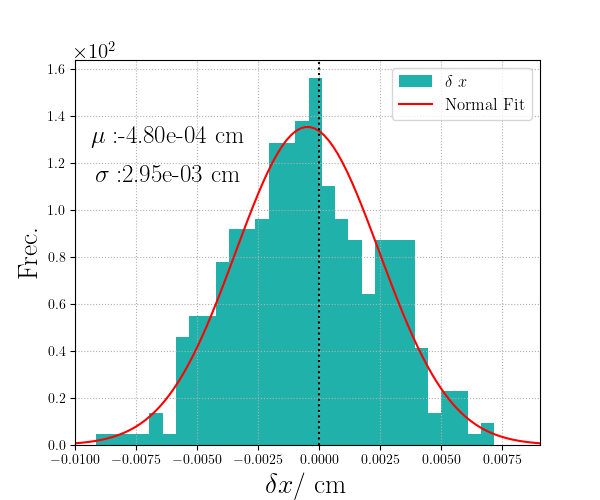 ×10²
1.6
1.4
1.2
1.0
0.8
0.6
0.4
0.2
0.0
Frec.
μ :-4.80e-04 cm
σ :2.95e-03 cm
δ x
Normal Fit
−0.0100 −0.0075 −0.0050 −0.0025 0.0000 0.0025 0.0050 0.0075
δx/ cm